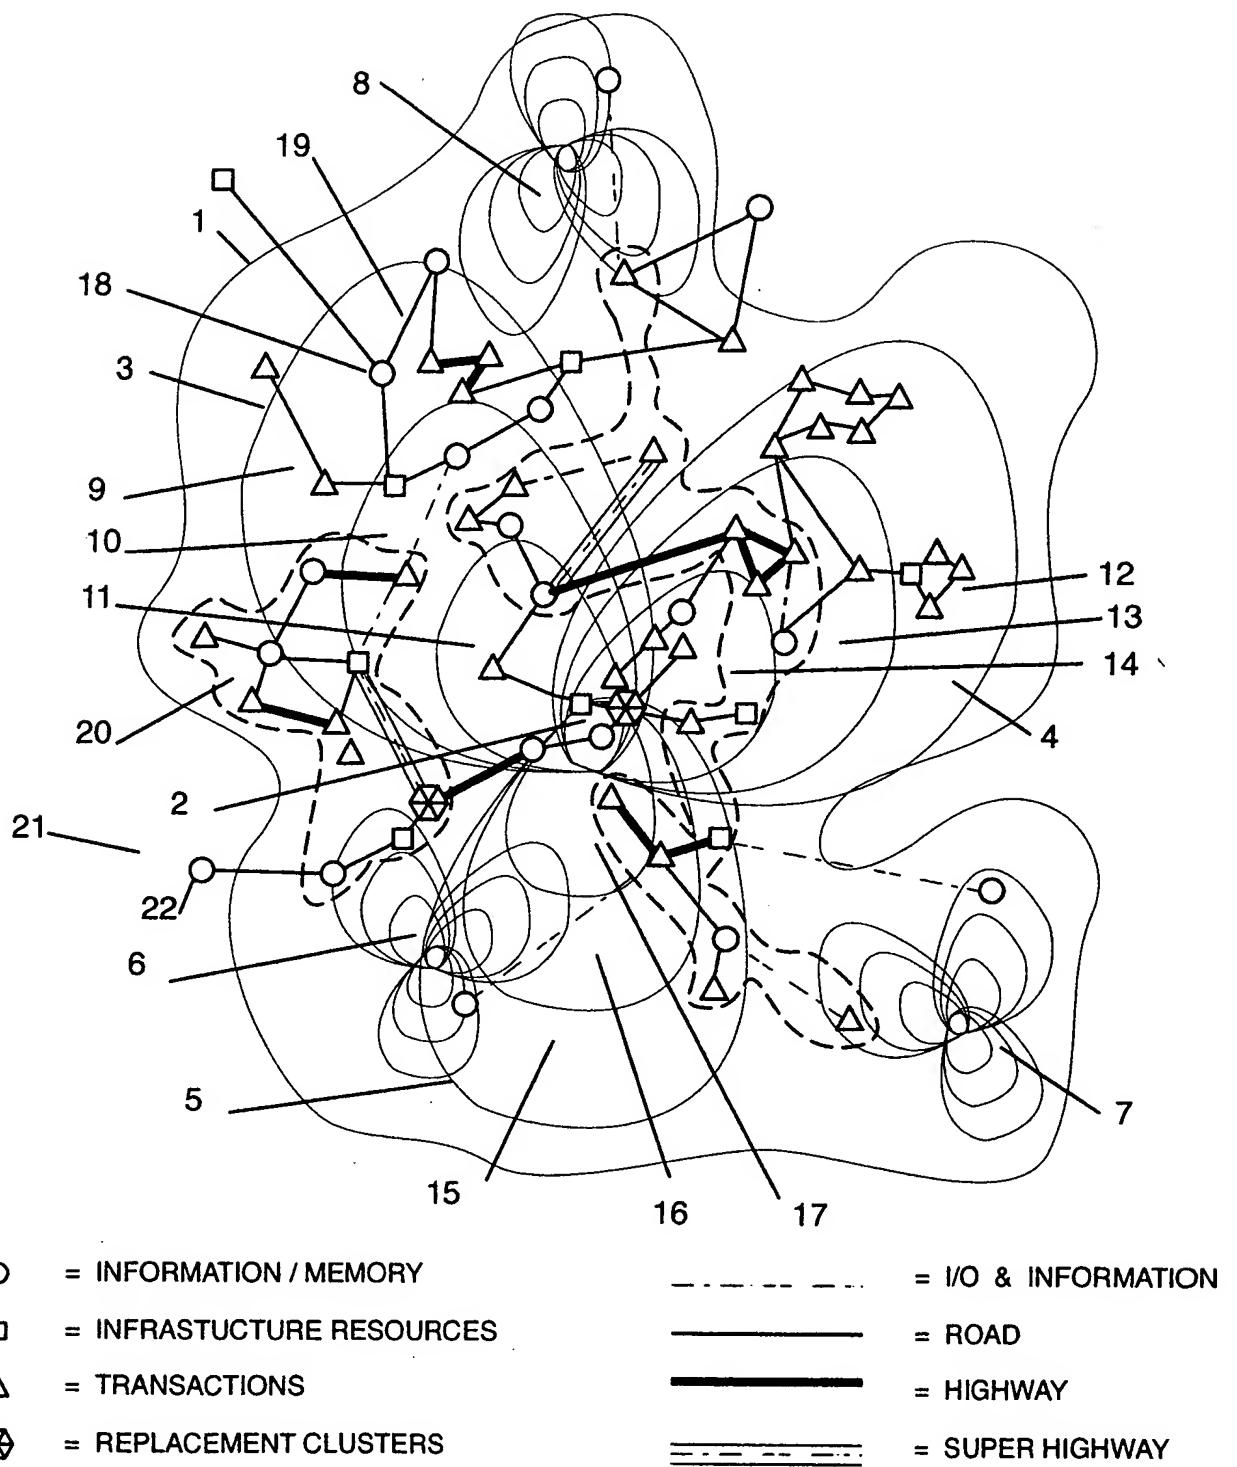 8
19
1
18
3
9
10
11
12
13
14
20
4
2
21
22
6
5
7
15
16
17
= INFORMATION / MEMORY
= I/O & INFORMATION
= INFRASTUCTURE RESOURCES
= ROAD
= TRANSACTIONS
= HIGHWAY
= REPLACEMENT CLUSTERS
= SUPER HIGHWAY